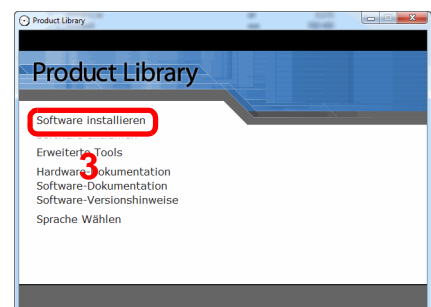 Product Library
Product Library
Software installieren
Erweiterte Tools
3
Hardware-Dokumentation
Software-Dokumentation
Software-Versionshinweise
Sprache Wählen